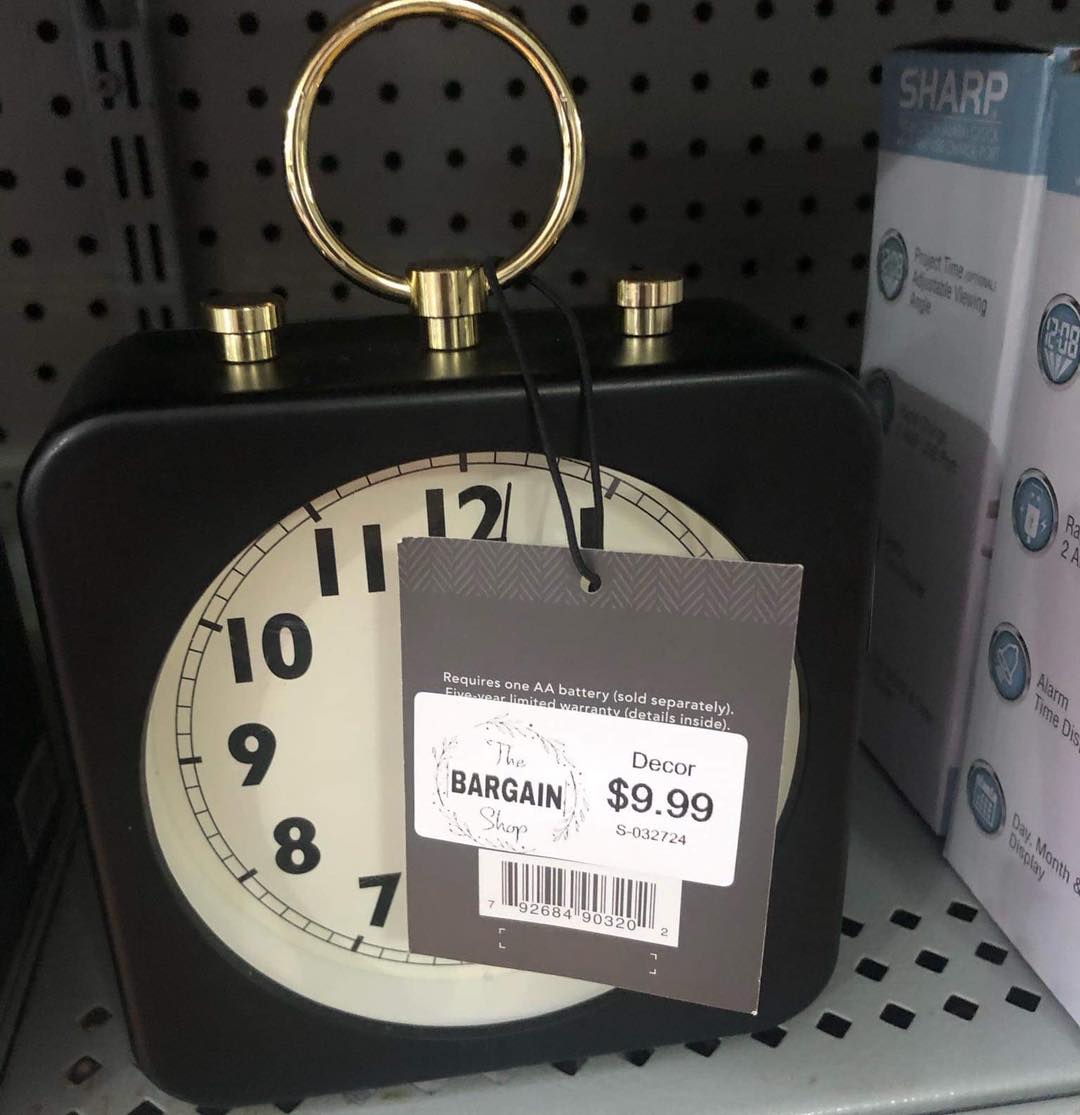 SHARP
Project Time (OPTIONAL)
Adjustable Viewing
Angle
12:08
12
11
10
9
8
7
Requires one AA battery (sold separately).
Five-year limited warranty (details inside).
The
BARGAIN
Shop
Decor
$9.99
S-032724
7 92684 90320 2
Alarm
Day, Month &
Display